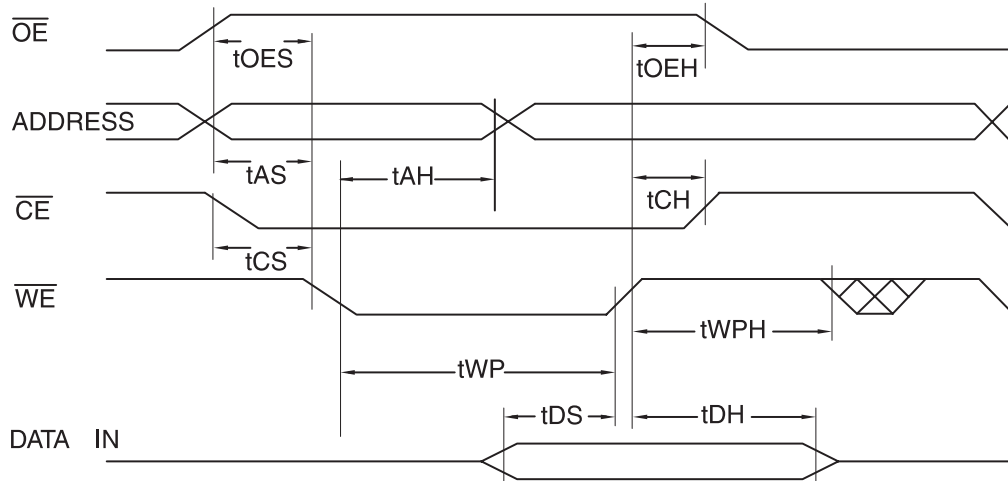 OE
tOES
tOEH
ADDRESS
tAS
tAH
tCH
CE
tCS
WE
tWPH
tWP
tDS
tDH
DATA IN